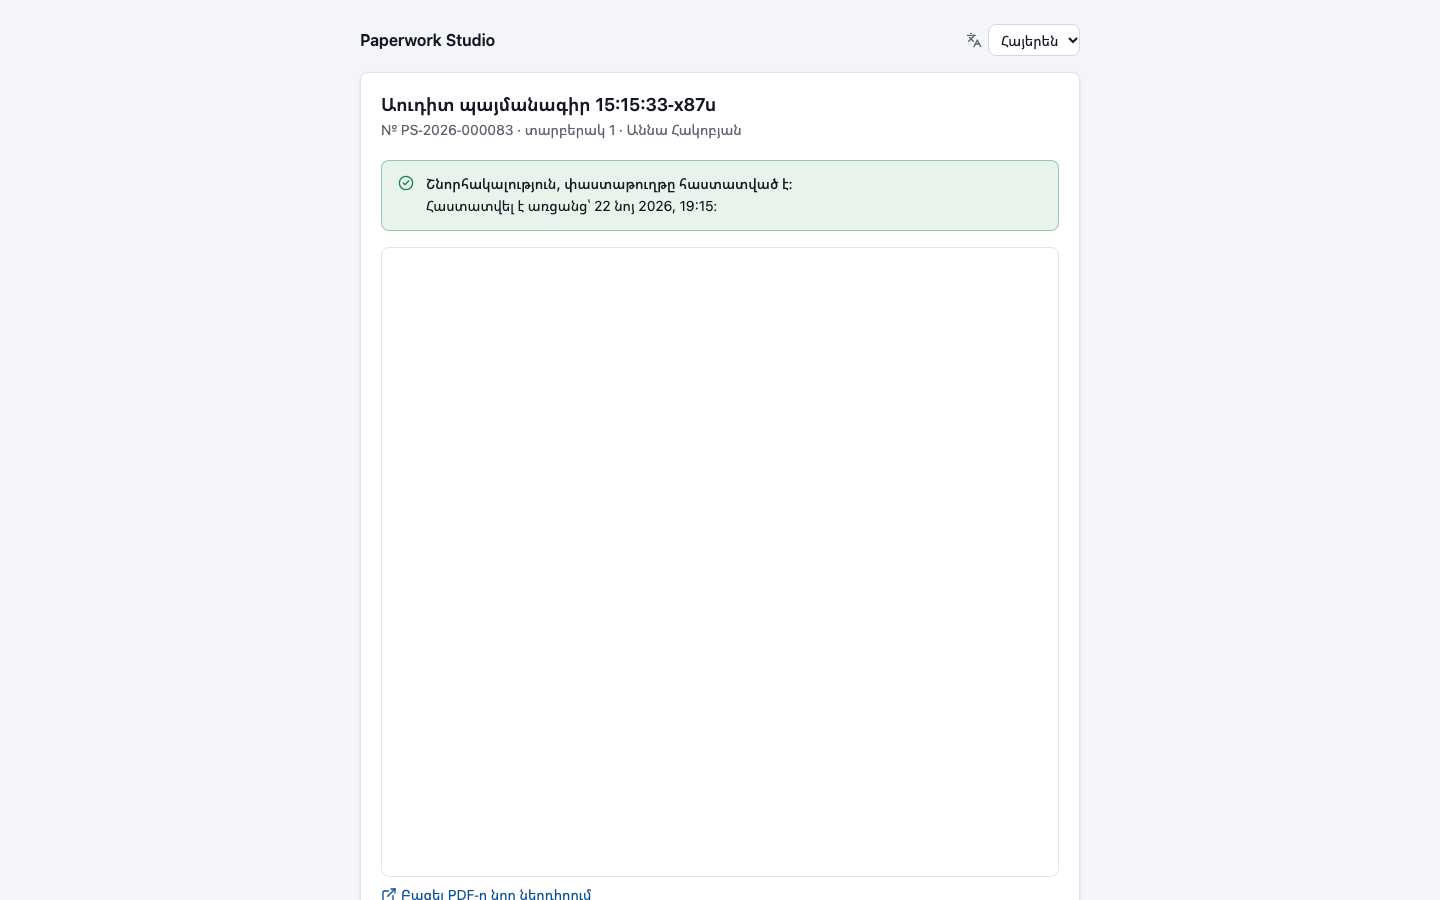 Paperwork Studio
Հայերեն
Աուդիտ պայմանագիր 15:15:33-x87u
№ PS-2026-000083 · տարբերակ 1 · Աննա Հակոբյան
Շնորհակալություն, փաստաթուղթը հաստատված է։
Հաստատվել է առցանց՝ 22 նոյ 2026, 19:15։
Բացել PDF-ը նոր ներդիրում